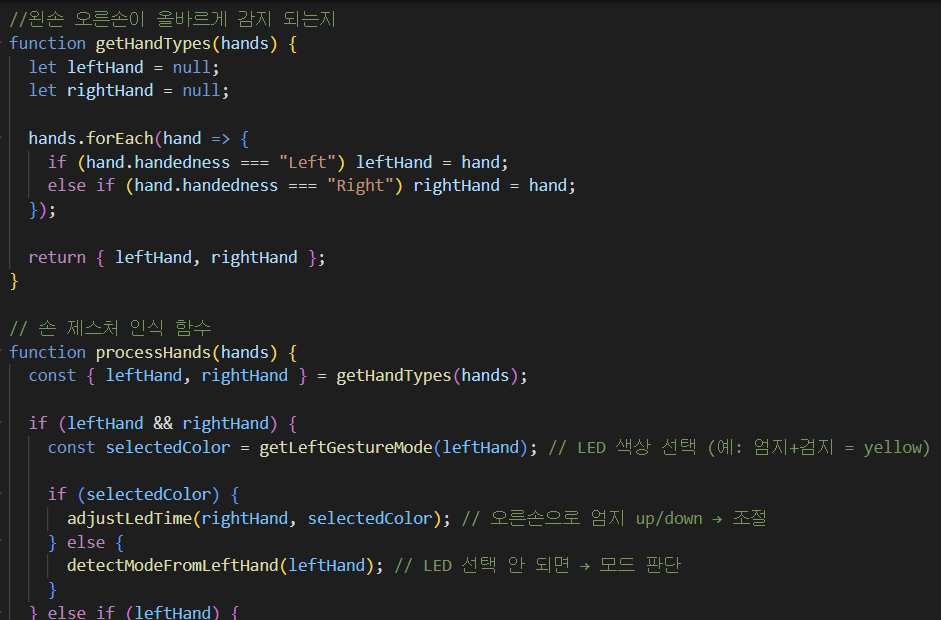 //왼손 오른손이 올바르게 감지 되는지
function getHandTypes(hands) {
let leftHand = null;
let rightHand = null;
hands.forEach(hand => {
if (hand.handedness === "Left") leftHand = hand;
else if (hand.handedness === "Right") rightHand = hand;
});
return { leftHand, rightHand };
}
// 손 제스처 인식 함수
function processHands(hands) {
const { leftHand, rightHand } = getHandTypes(hands);
if (leftHand && rightHand) {
const selectedColor = getLeftGestureMode(leftHand); // LED 색상 선택 (예: 엄지+검지 = yellow)
if (selectedColor) {
adjustLedTime(rightHand, selectedColor); // 오른손으로 엄지 up/down → 조절
} else {
detectModeFromLeftHand(leftHand); // LED 선택 안 되면 → 모드 판단
}
} else if (leftHand) {